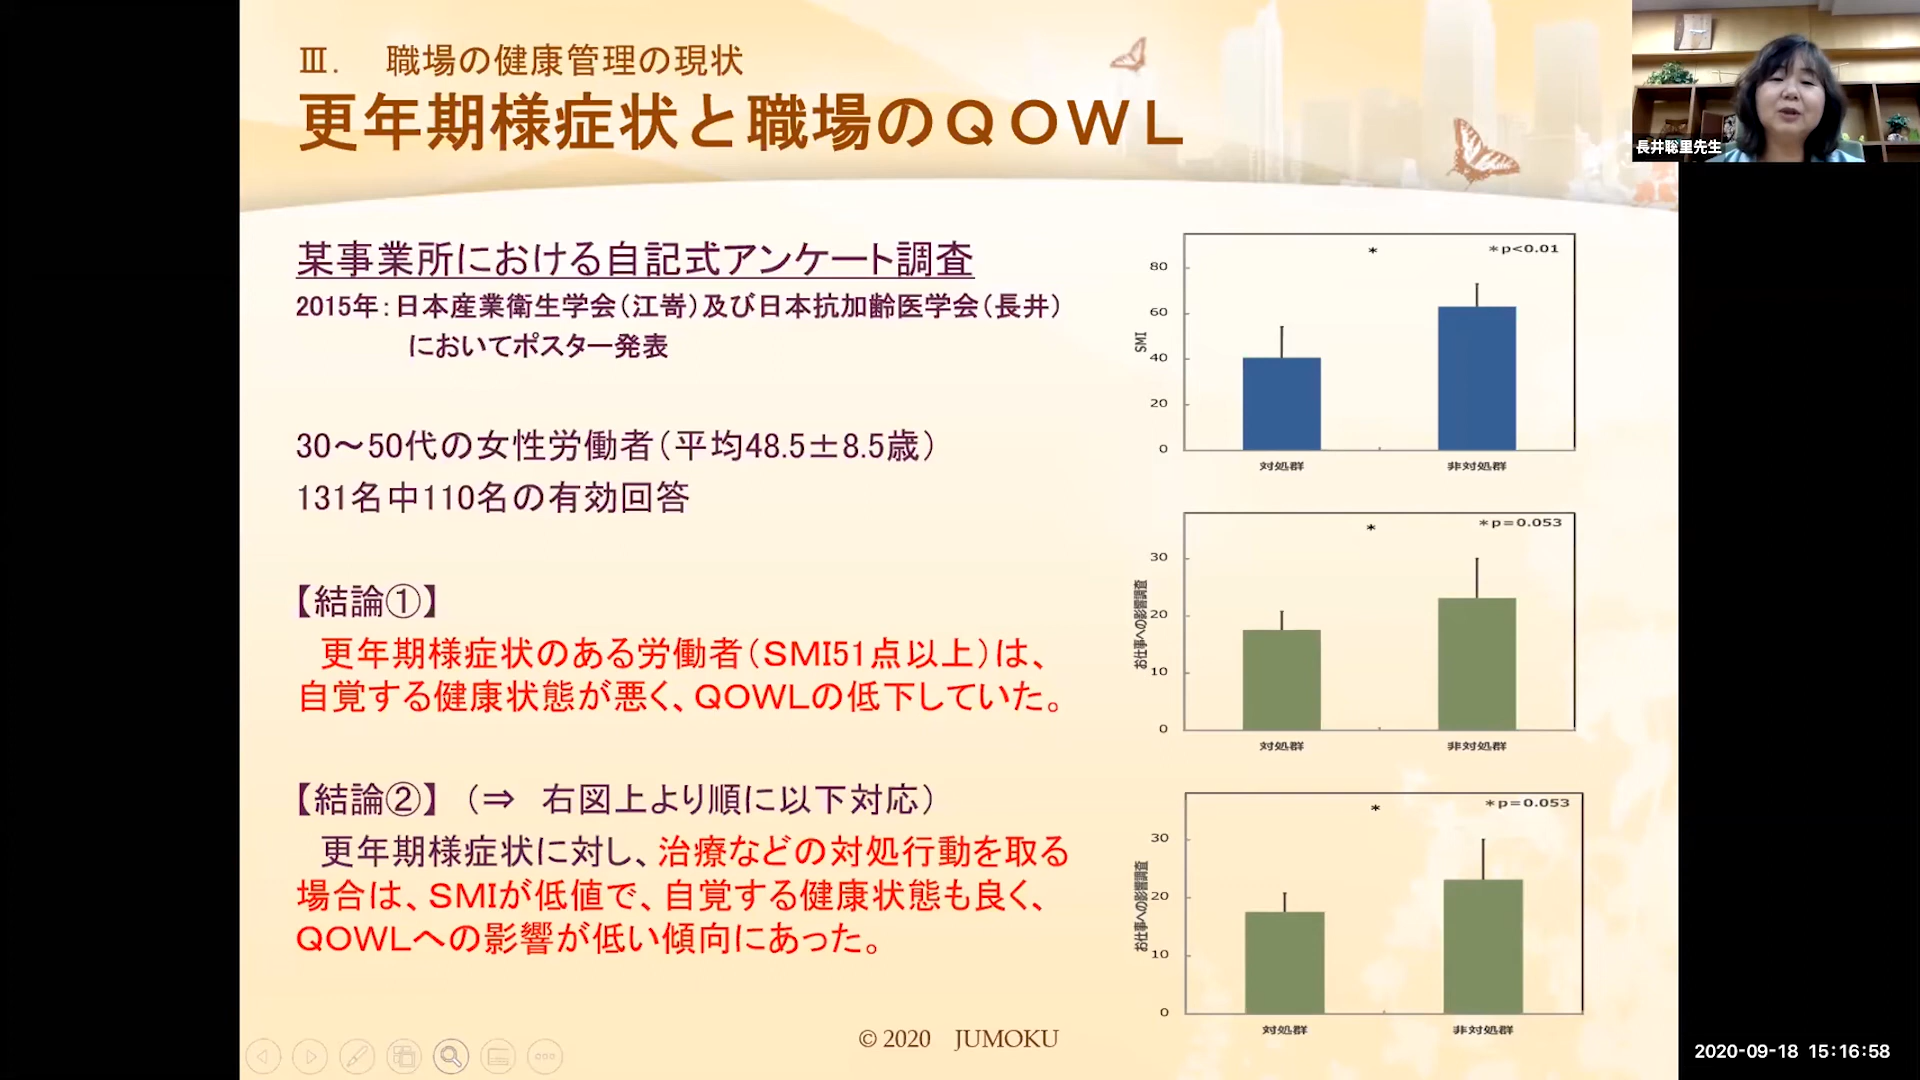 Ⅲ. 職場の健康管理の現状
更年期様症状と職場のＱＯＷＬ
長井聡里先生
某事業所における自記式アンケート調査
2015年：日本産業衛生学会（江嵜）及び日本抗加齢医学会（長井）
においてポスター発表
30～50代の女性労働者（平均48.5±8.5歳）
131名中110名の有効回答
【結論①】
更年期様症状のある労働者（SMI51点以上）は、
自覚する健康状態が悪く、QOWLの低下していた。
【結論②】（⇒ 右図上より順に以下対応）
更年期様症状に対し、治療などの対処行動を取る
場合は、SMIが低値で、自覚する健康状態も良く、
QOWLへの影響が低い傾向にあった。
*
*p<0.01
SMI
80
60
40
20
0
対処群 非対処群
*
*p=0.053
お仕事への影響調査
30
20
10
0
対処群 非対処群
*
*p=0.053
お仕事への影響調査
30
20
10
0
対処群 非対処群
© 2020 JUMOKU
2020-09-18 15:16:58